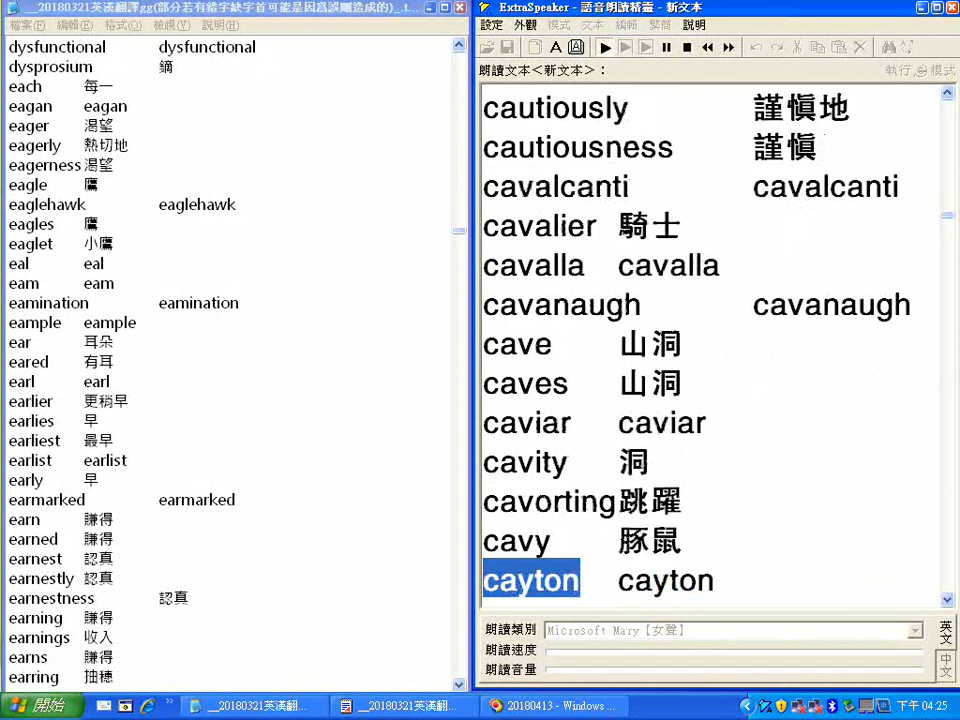 __20180321英漢翻譯gg(部分若有錯字缺字首可能是因為誤刪造成的)_.t...
檔案(F) 編輯(E) 格式(O) 檢視(V) 說明(H)
dysfunctional dysfunctional
dysprosium 鏑
each 每一
eagan eagan
eager 渴望
eagerly 熱切地
eagerness 渴望
eagle 鷹
eaglehawk eaglehawk
eagles 鷹
eaglet 小鷹
eal eal
eam eam
eamination eamination
eample eample
ear 耳朵
eared 有耳
earl earl
earlier 更稍早
earlies 早
earliest 最早
earlist earlist
early 早
earmarked earmarked
earn 賺得
earned 賺得
earnest 認真
earnestly 認真
earnestness 認真
earning 賺得
earnings 收入
earns 賺得
earring 抽穗
ExtraSpeaker - 語音朗讀精靈 - 新文本
設定 外觀 模式 文本 編輯 繁簡 說明
朗讀文本<新文本>： 執行 模式
cautiously 謹慎地
cautiousness 謹慎
cavalcanti cavalcanti
cavalier 騎士
cavalla cavalla
cavanaugh cavanaugh
cave 山洞
caves 山洞
caviar caviar
cavity 洞
cavorting 跳躍
cavy 豚鼠
cayton cayton
朗讀類別 Microsoft Mary【女聲】
朗讀速度
朗讀音量
英文
中文
開始 __20180321英漢翻... __20180321英漢翻... 20180413 - Windows ... 下午 04:25